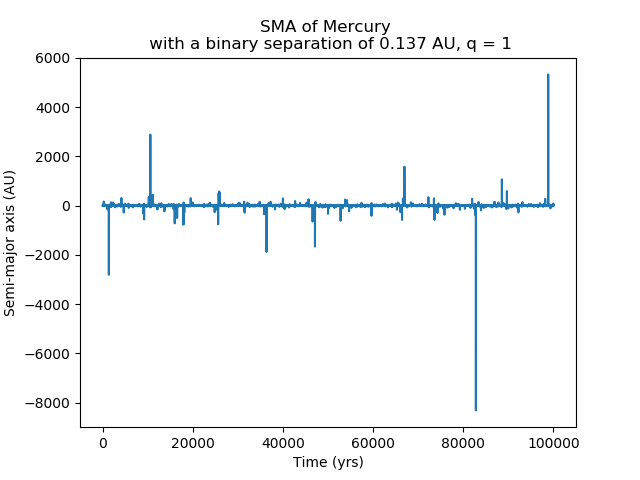 SMA of Mercury
with a binary separation of 0.137 AU, q = 1
6000
4000
2000
0
−2000
−4000
−6000
−8000
Semi-major axis (AU)
0 20000 40000 60000 80000 100000
Time (yrs)